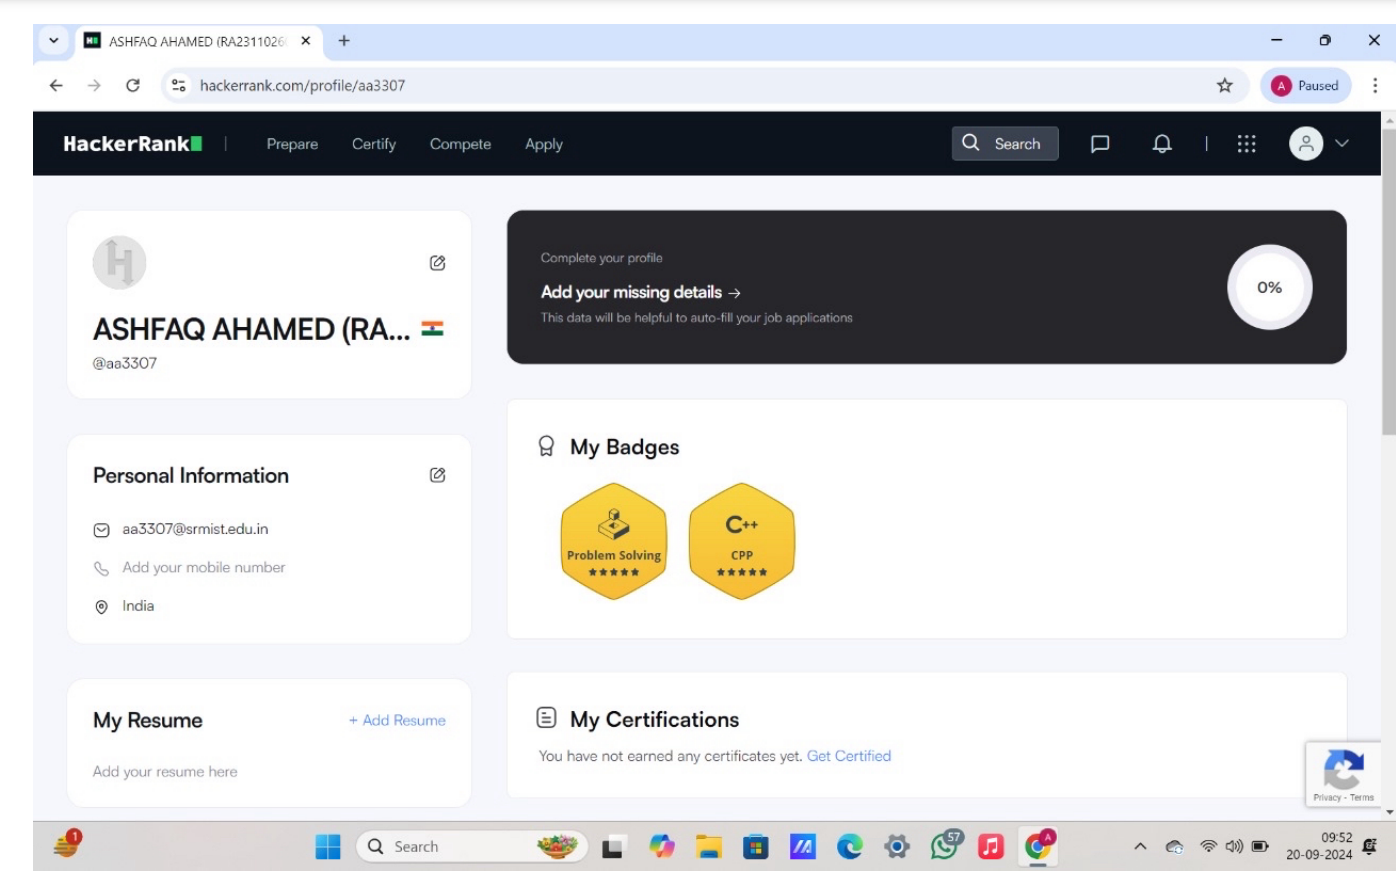 ASHFAQ AHAMED (RA23110260
hackerrank.com/profile/aa3307
A Paused
HackerRank
Prepare Certify Compete Apply
Search
H
ASHFAQ AHAMED (RA...
@aa3307
Complete your profile
Add your missing details →
This data will be helpful to auto-fill your job applications
0%
Personal Information
aa3307@srmist.edu.in
Add your mobile number
India
My Badges
Problem Solving
★★★★★
C++
CPP
★★★★★
My Resume + Add Resume
Add your resume here
My Certifications
You have not earned any certificates yet. Get Certified
Privacy - Terms
1
Search
57
A
09:52
20-09-2024